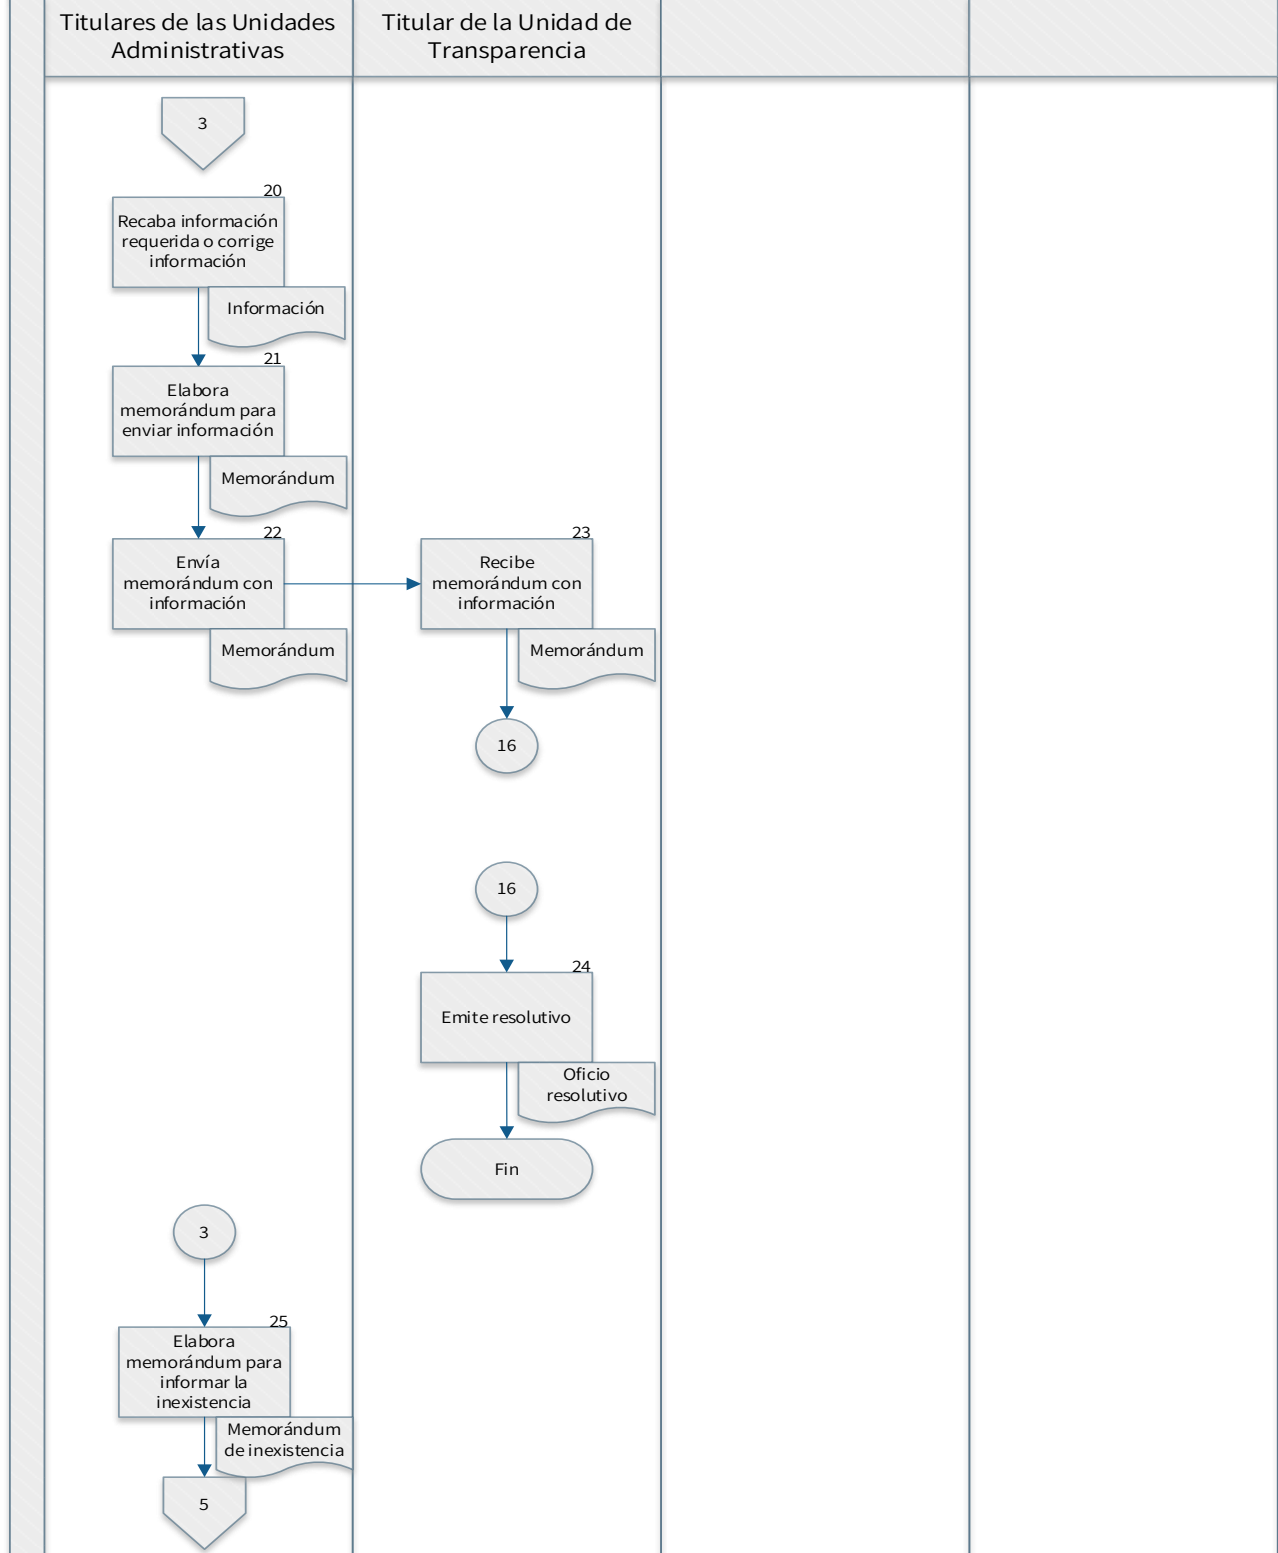 Titulares de las Unidades
Administrativas
Titular de la Unidad de
Transparencia
3
20
Recaba información
requerida o corrige
información
Información
21
Elabora
memorándum para
enviar información
Memorándum
22
Envía
memorándum con
información
Memorándum
23
Recibe
memorándum con
información
Memorándum
16
16
24
Emite resolutivo
Oficio
resolutivo
Fin
3
25
Elabora
memorándum para
informar la
inexistencia
Memorándum
de inexistencia
5